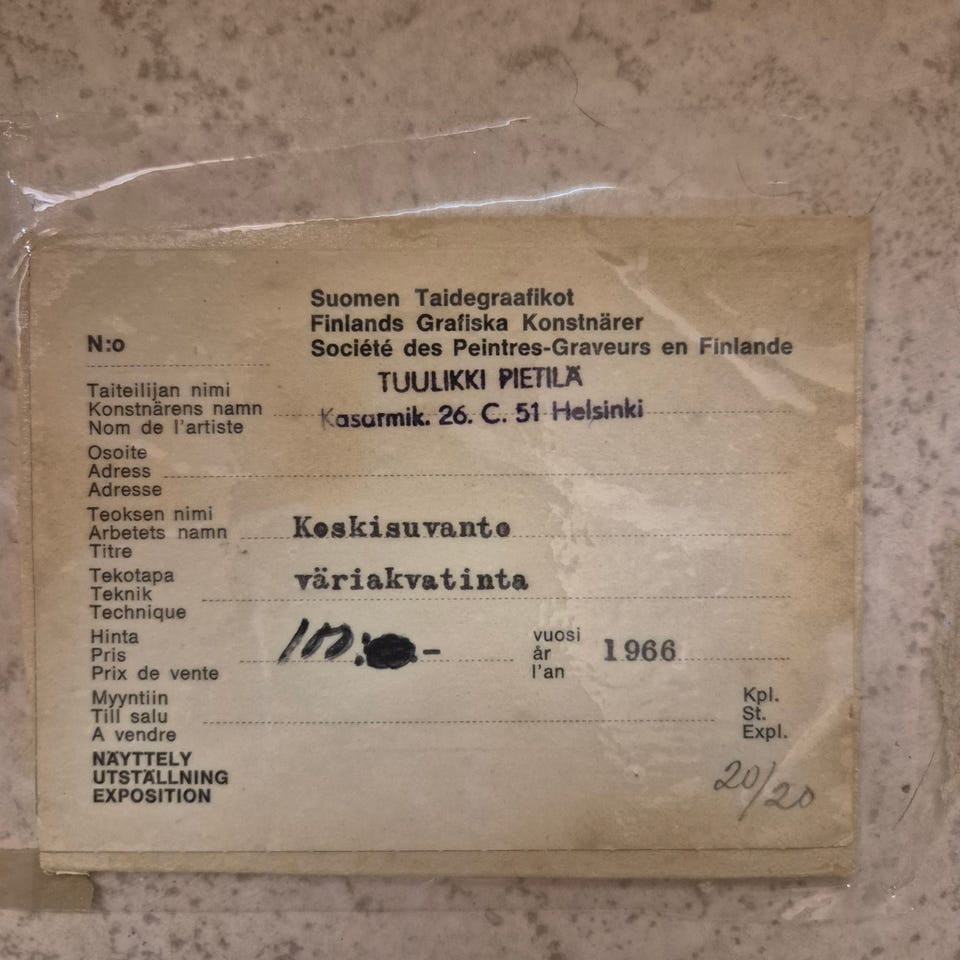 Suomen Taidegraafikot
Finlands Grafiska Konstnärer
N:o
Société des Peintres-Graveurs en Finlande
TUULIKKI PIETILÄ
Taiteilijan nimi
Konstnärens namn
Kasarmik. 26. C. 51 Helsinki
Nom de l'artiste
Osoite
Adress
Adresse
Teoksen nimi
Arbetets namn Koskisuvanto
Titre
Tekotapa väriakvatinta
Teknik
Technique
Hinta vuosi
Pris 100:- år 1966
Prix de vente l'an
Myyntiin Kpl.
Till salu St.
A vendre Expl.
NÄYTTELY
UTSTÄLLNING
EXPOSITION
20/20